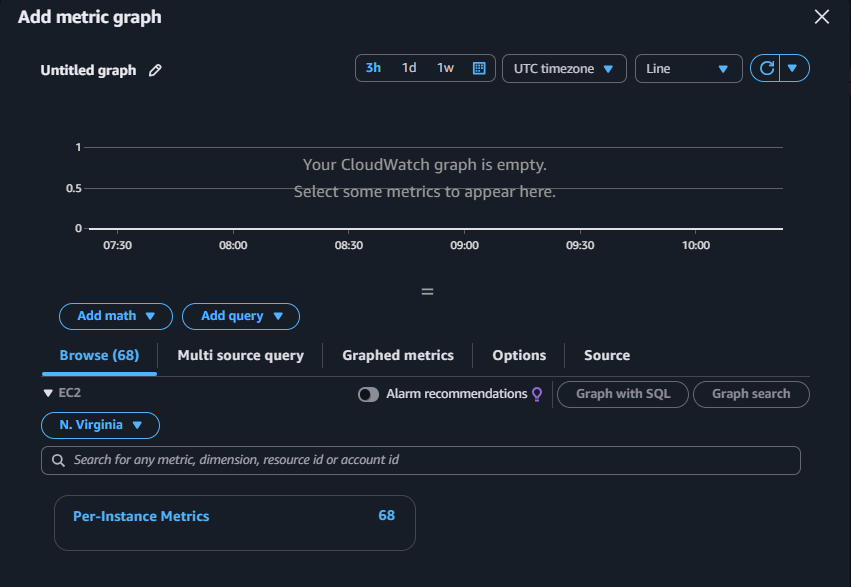 Add metric graph
Untitled graph
3h 1d 1w UTC timezone Line
1
Your CloudWatch graph is empty.
0.5
Select some metrics to appear here.
0
07:30 08:00 08:30 09:00 09:30 10:00
Add math Add query
Browse (68) Multi source query Graphed metrics Options Source
EC2 Alarm recommendations Graph with SQL Graph search
N. Virginia
Search for any metric, dimension, resource id or account id
Per-Instance Metrics 68